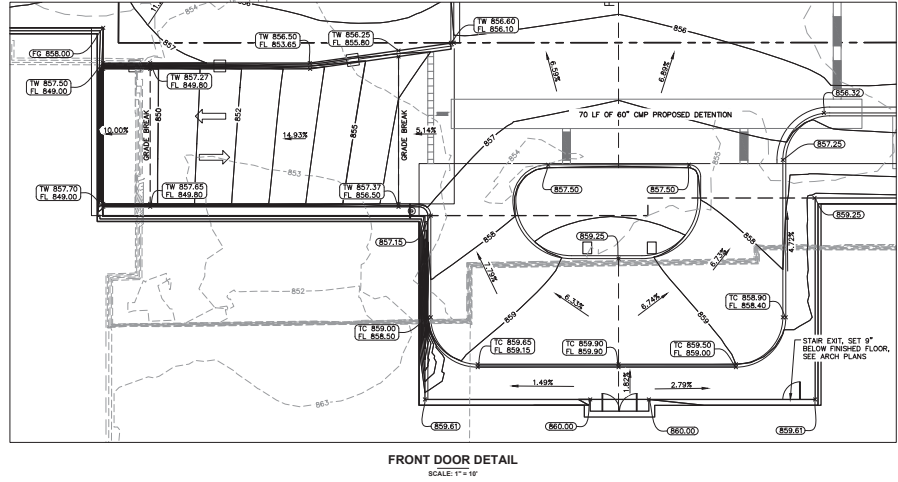 854
856
857
TW 856.50
FL 853.65
TW 856.25
FL 855.80
TW 856.60
FL 856.10
856
FG 858.00
TW 857.50
FL 849.00
TW 857.27
FL 849.80
6.59%
6.89%
856.32
70 LF OF 60" CMP PROPOSED DETENTION
10.00%
GRADE BREAK
850
852
14.93%
855
GRADE BREAK
5.14%
857
854
857.25
853
TW 857.70
FL 849.00
TW 857.65
FL 849.80
TW 857.37
FL 856.50
857.50
857.50
859.25
857.15
858
859.25
858
4.72%
7.79%
6.73%
852
6.33%
6.74%
TC 858.90
FL 858.40
TC 859.00
FL 858.50
859
859
TC 859.65
FL 859.15
TC 859.90
FL 859.90
TC 859.50
FL 859.00
STAIR EXIT, SET 9"
BELOW FINISHED FLOOR,
SEE ARCH PLANS
1.49%
1.82%
2.79%
863
859.61
860.00
860.00
859.61
FRONT DOOR DETAIL
SCALE: 1" = 10'